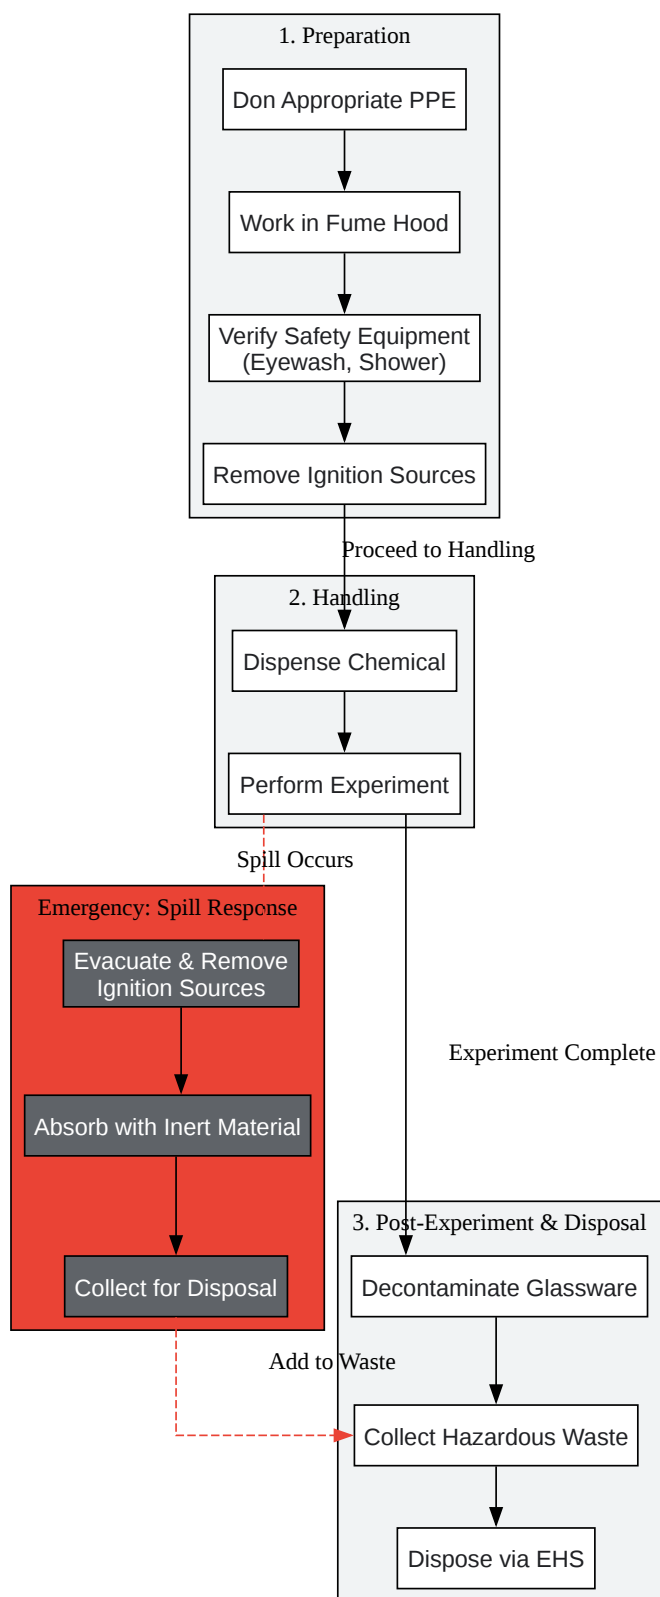 1. Preparation
Don Appropriate PPE
Work in Fume Hood
Verify Safety Equipment
(Eyewash, Shower)
Remove Ignition Sources
Proceed to Handling
2. Handling
Dispense Chemical
Perform Experiment
Spill Occurs
Emergency: Spill Response
Evacuate & Remove
Ignition Sources
Absorb with Inert Material
Collect for Disposal
Add to Waste
Experiment Complete
3. Post-Experiment & Disposal
Decontaminate Glassware
Collect Hazardous Waste
Dispose via EHS